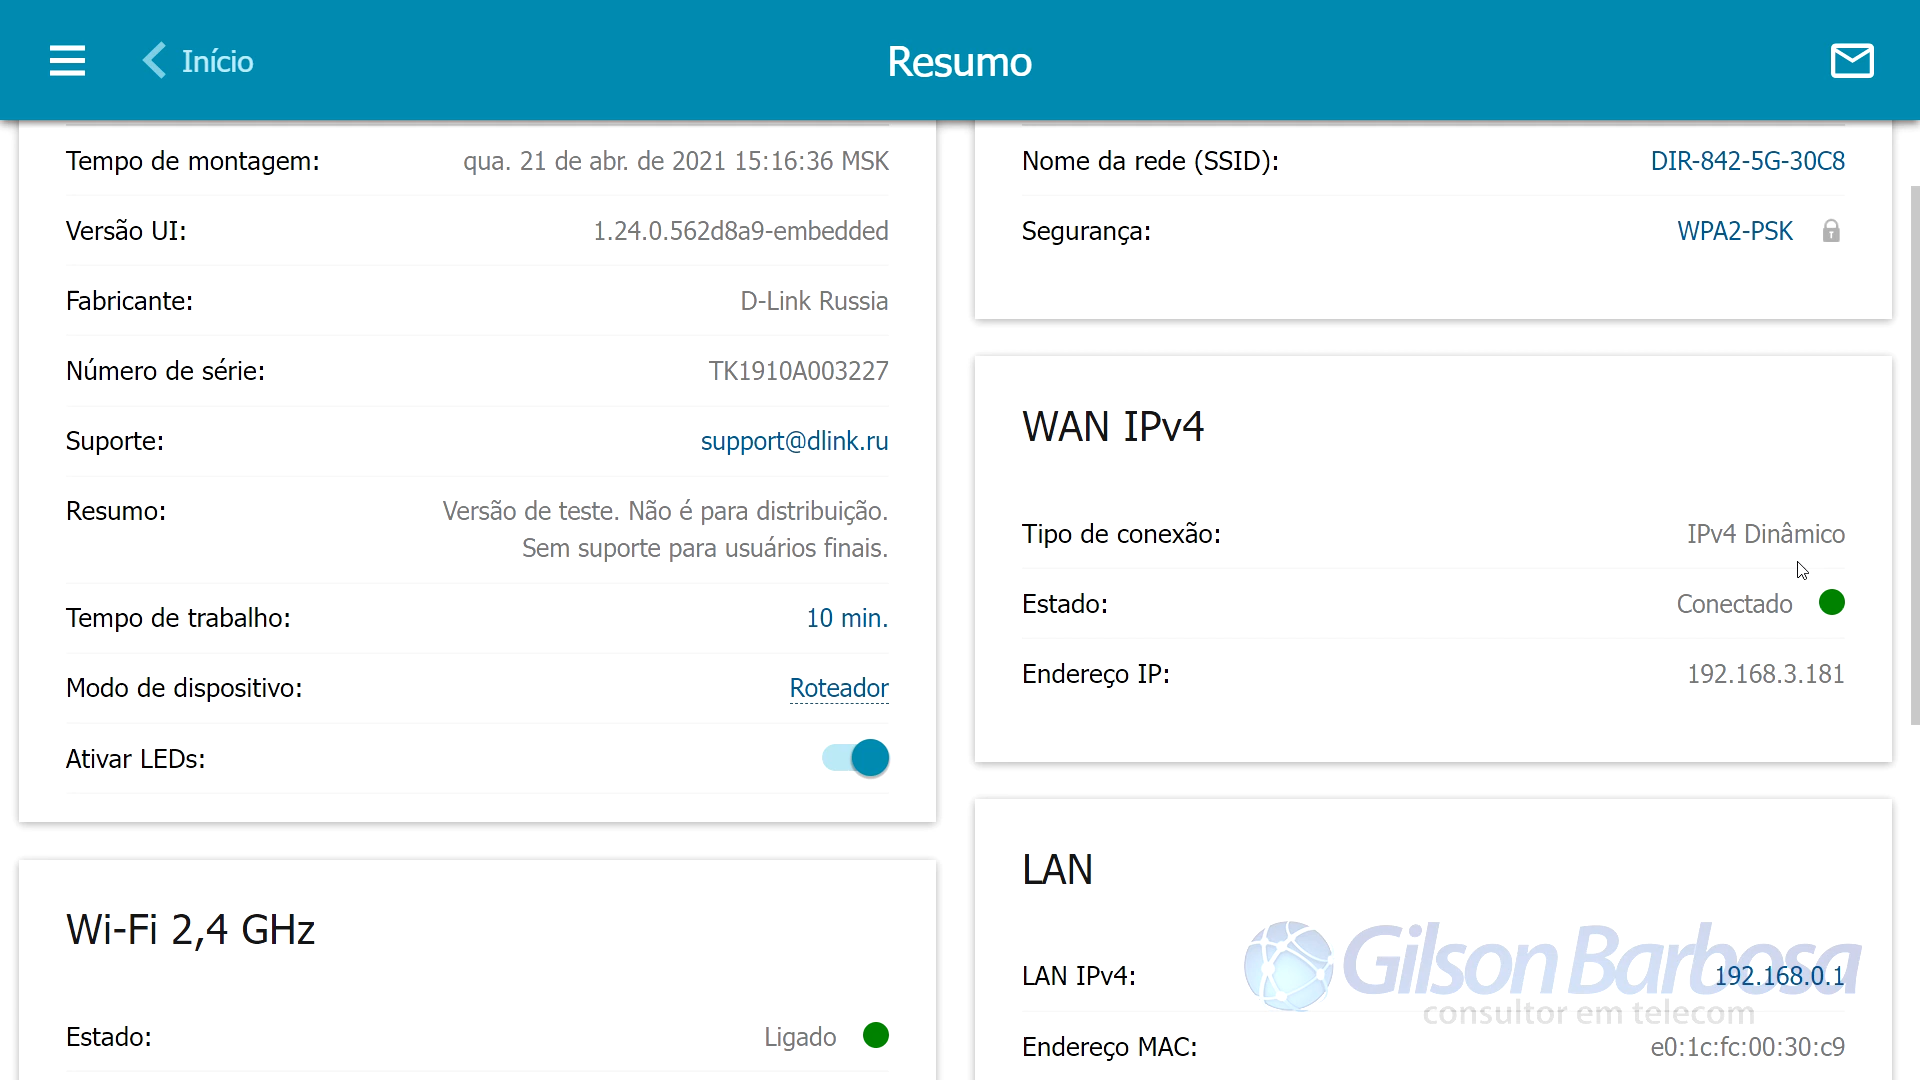 Início
Resumo
Tempo de montagem: qua. 21 de abr. de 2021 15:16:36 MSK
Versão UI: 1.24.0.562d8a9-embedded
Fabricante: D-Link Russia
Número de série: TK1910A003227
Suporte: support@dlink.ru
Resumo: Versão de teste. Não é para distribuição.
Sem suporte para usuários finais.
Tempo de trabalho: 10 min.
Modo de dispositivo: Roteador
Ativar LEDs:
Wi-Fi 2,4 GHz
Estado: Ligado
Nome da rede (SSID): DIR-842-5G-30C8
Segurança: WPA2-PSK
WAN IPv4
Tipo de conexão: IPv4 Dinâmico
Estado: Conectado
Endereço IP: 192.168.3.181
LAN
LAN IPv4: 192.168.0.1
Endereço MAC: e0:1c:fc:00:30:c9
Gilson Barbosa
consultor em telecom